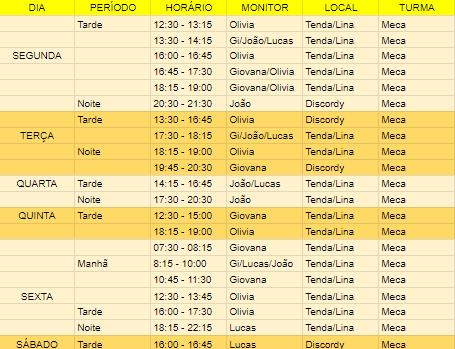 DIA PERÍODO HORÁRIO MONITOR LOCAL TURMA
Tarde 12:30 - 13:15 Olivia Tenda/Lina Meca
13:30 - 14:15 Gi/João/Lucas Tenda/Lina Meca
SEGUNDA 16:00 - 16:45 Olivia Tenda/Lina Meca
16:45 - 17:30 Giovana/Olivia Tenda/Lina Meca
18:15 - 19:00 Giovana/Olivia Tenda/Lina Meca
Noite 20:30 - 21:30 João Discordy Meca
Tarde 13:30 - 16:45 Olivia Discordy Meca
TERÇA 17:30 - 18:15 Gi/João/Lucas Tenda/Lina Meca
Noite 18:15 - 19:00 Olivia Tenda/Lina Meca
19:45 - 20:30 Giovana Discordy Meca
QUARTA Tarde 14:15 - 16:45 João/Lucas Tenda/Lina Meca
Noite 17:30 - 20:30 João Tenda/Lina Meca
QUINTA Tarde 12:30 - 15:00 Giovana Tenda/Lina Meca
18:15 - 19:00 Olivia Tenda/Lina Meca
07:30 - 08:15 Giovana Tenda/Lina Meca
Manhã 8:15 - 10:00 Gi/Lucas/João Tenda/Lina Meca
10:45 - 11:30 Giovana Tenda/Lina Meca
SEXTA 12:30 - 13:45 Olivia Tenda/Lina Meca
Tarde 16:00 - 17:30 Olivia Tenda/Lina Meca
Noite 18:15 - 22:15 Lucas Tenda/Lina Meca
SÁBADO Tarde 16:00 - 16:45 Lucas Discordy Meca